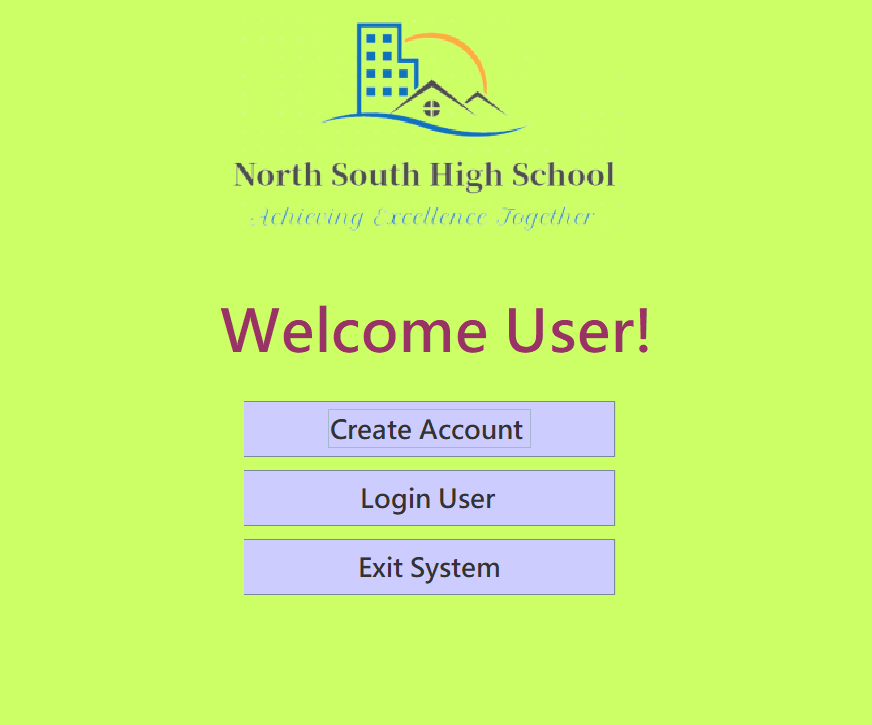 North South High School
Achieving Excellence Together
Welcome User!
Create Account
Login User
Exit System